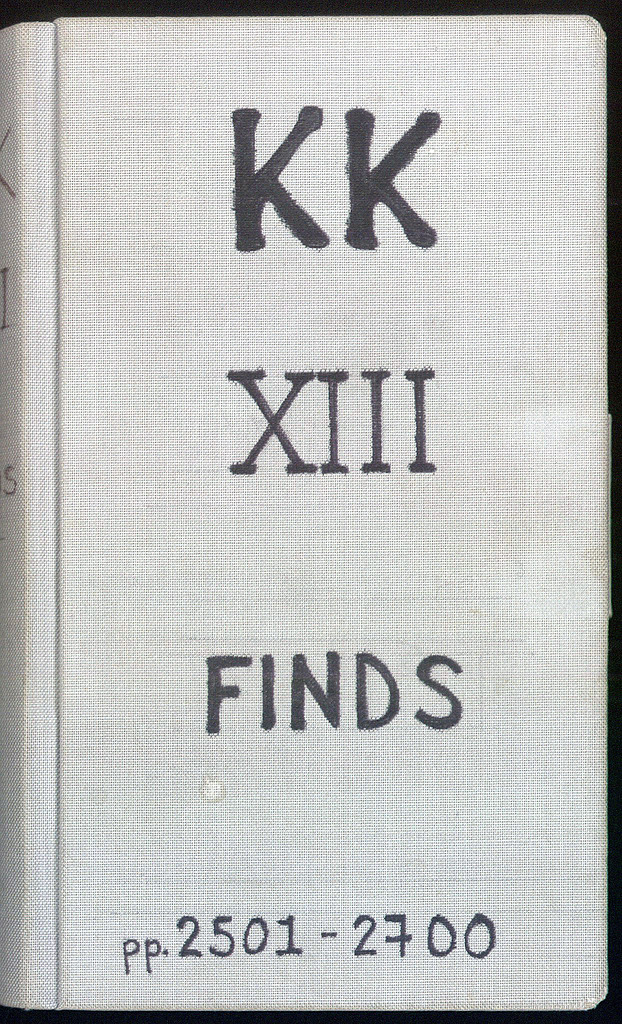 KK
XIII
FINDS
pp. 2501 - 2700